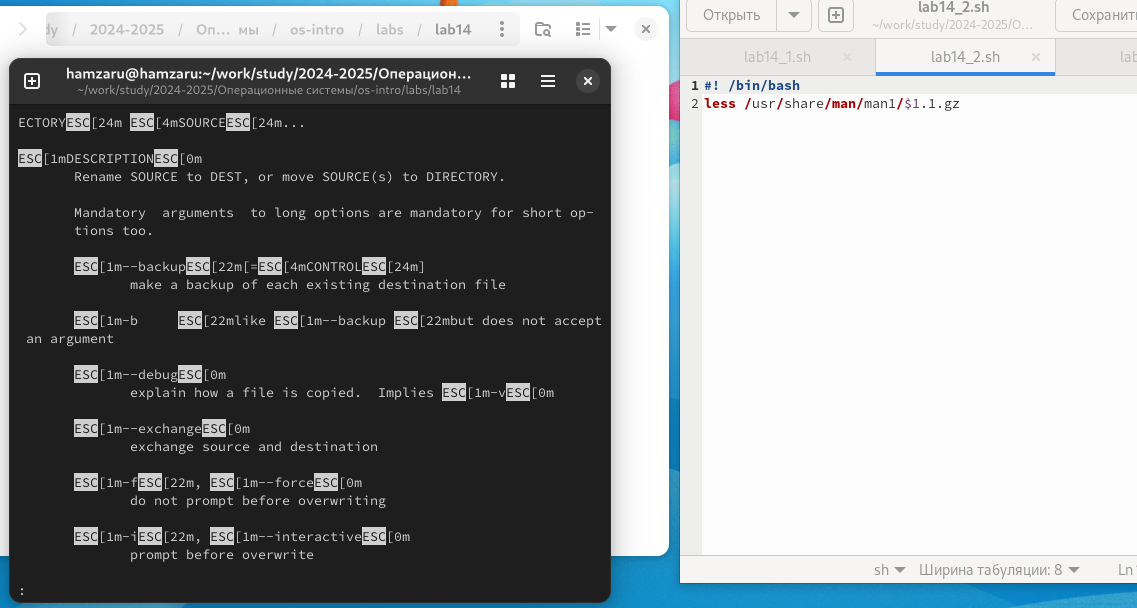 dy / 2024-2025 / Оп… мы / os-intro / labs / lab14
hamzaru@hamzaru:~/work/study/2024-2025/Операцион...
~/work/study/2024-2025/Операционные системы/os-intro/labs/lab14
ECTORYESC[24m ESC[4mSOURCEESC[24m...
ESC[1mDESCRIPTIONESC[0m
Rename SOURCE to DEST, or move SOURCE(s) to DIRECTORY.
Mandatory  arguments  to long options are mandatory for short op-
tions too.
ESC[1m--backupESC[22m[=ESC[4mCONTROLESC[24m]
make a backup of each existing destination file
ESC[1m-b     ESC[22mlike ESC[1m--backup ESC[22mbut does not accept
an argument
ESC[1m--debugESC[0m
explain how a file is copied.  Implies ESC[1m-vESC[0m
ESC[1m--exchangeESC[0m
exchange source and destination
ESC[1m-fESC[22m, ESC[1m--forceESC[0m
do not prompt before overwriting
ESC[1m-iESC[22m, ESC[1m--interactiveESC[0m
prompt before overwrite
:
Открыть
lab14_2.sh
~/work/study/2024-2025/О...
Сохранить
lab14_1.sh × lab14_2.sh × lab
1 #! /bin/bash
2 less /usr/share/man/man1/$1.1.gz
sh Ширина табуляции: 8 Ln